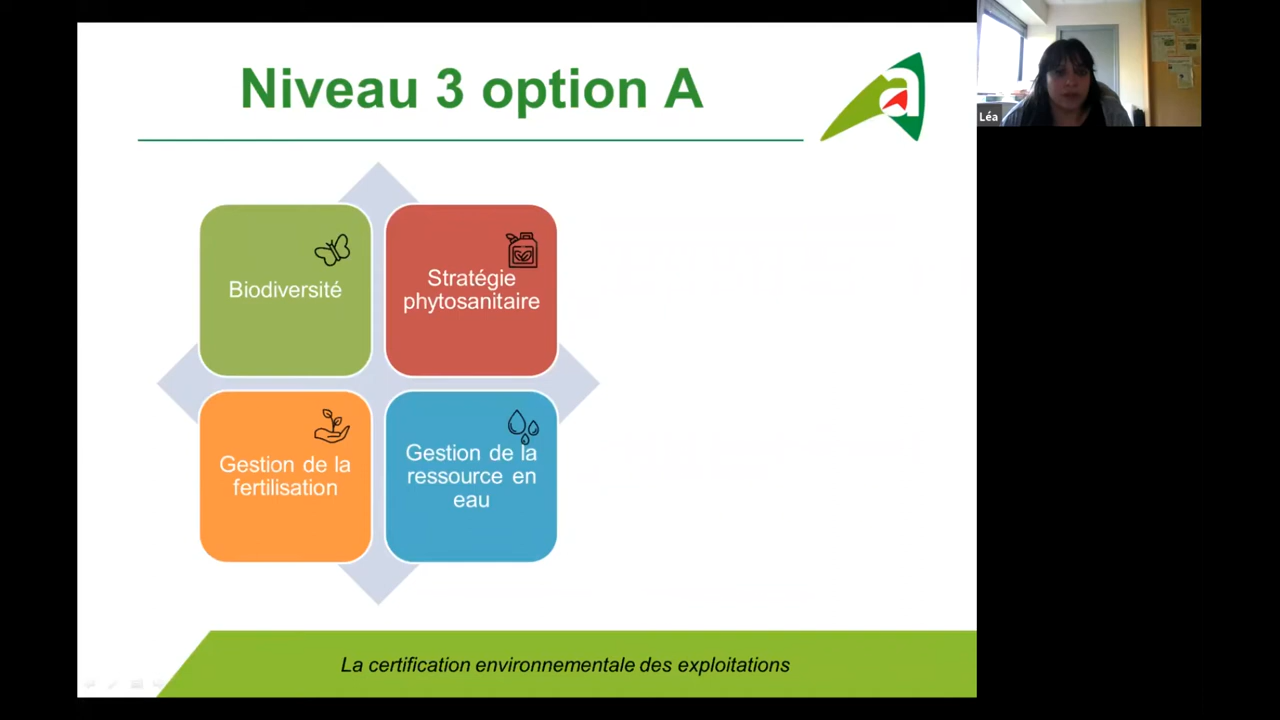 Niveau 3 option A
Léa
Biodiversité
Stratégie
phytosanitaire
Gestion de la
fertilisation
Gestion de la
ressource en
eau
La certification environnementale des exploitations